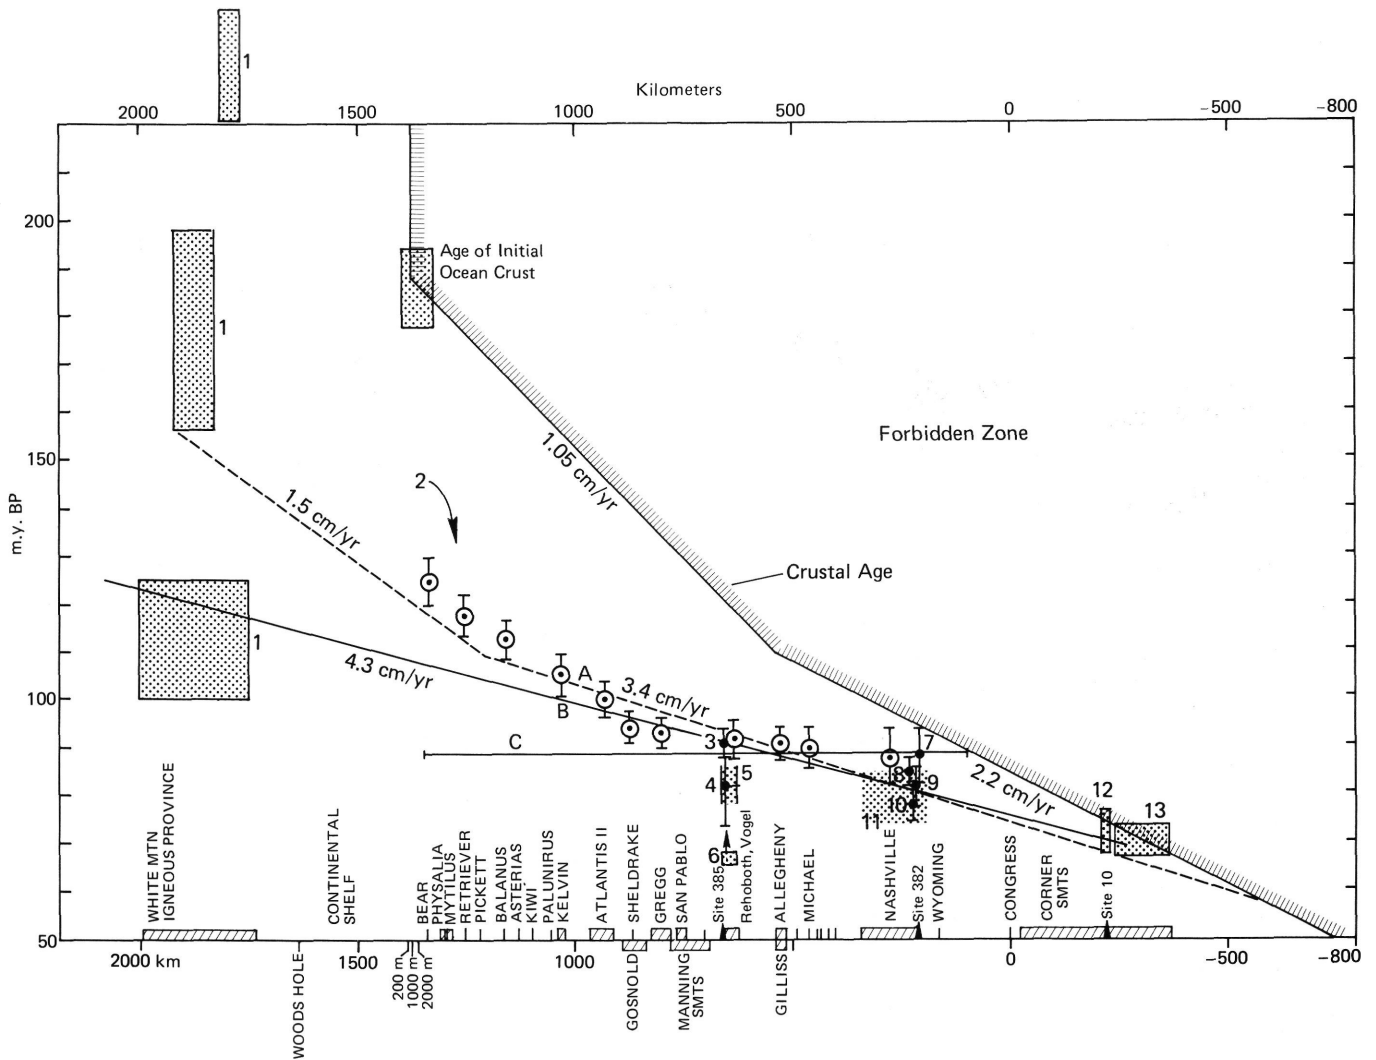 1
Kilometers
2000 1500 1000 500 0 -500 -800
200
Age of Initial
Ocean Crust
1
Forbidden Zone
150
1.05 cm/yr
2
1.5 cm/yr
m.y. BP
Crustal Age
1
4.3 cm/yr
A
3.4 cm/yr
B
100
C
3
7
2.2 cm/yr
5
4
8
9
10
11
12
13
6
WHITE MTN
IGNEOUS PROVINCE
CONTINENTAL
SHELF
BEAR
PHYSALIA
MYTILUS
RETRIEVER
PICKETT
BALANUS
ASTERIAS
KIWI
PALUNIRUS
KELVIN
ATLANTIS II
SHELDRAKE
GREGG
SAN PABLO
Site 385
Rehoboth, Vogel
ALLEGHENY
MICHAEL
NASHVILLE
Site 382
WYOMING
CONGRESS
CORNER
SMTS
Site 10
50
2000 km 1500 1000 0 -500 -800
WOODS HOLE
200 m
1000 m
2000 m
GOSNOLD
MANNING
SMTS
GILLISS